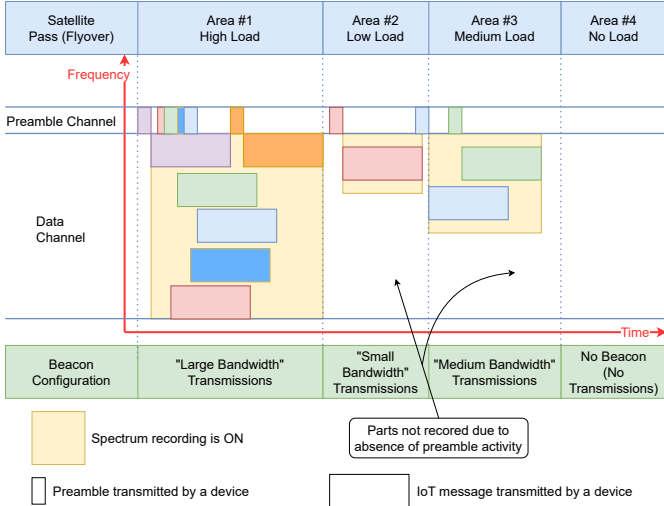 Satellite
Pass (Flyover)
Area #1
High Load
Area #2
Low Load
Area #3
Medium Load
Area #4
No Load
Frequency
Preamble Channel
Data
Channel
Time
Beacon
Configuration
"Large Bandwidth"
Transmissions
"Small
Bandwidth"
Transmissions
"Medium Bandwidth"
Transmissions
No Beacon
(No
Transmissions)
Parts not recored due to
absence of preamble activity
Spectrum recording is ON
Preamble transmitted by a device
IoT message transmitted by a device